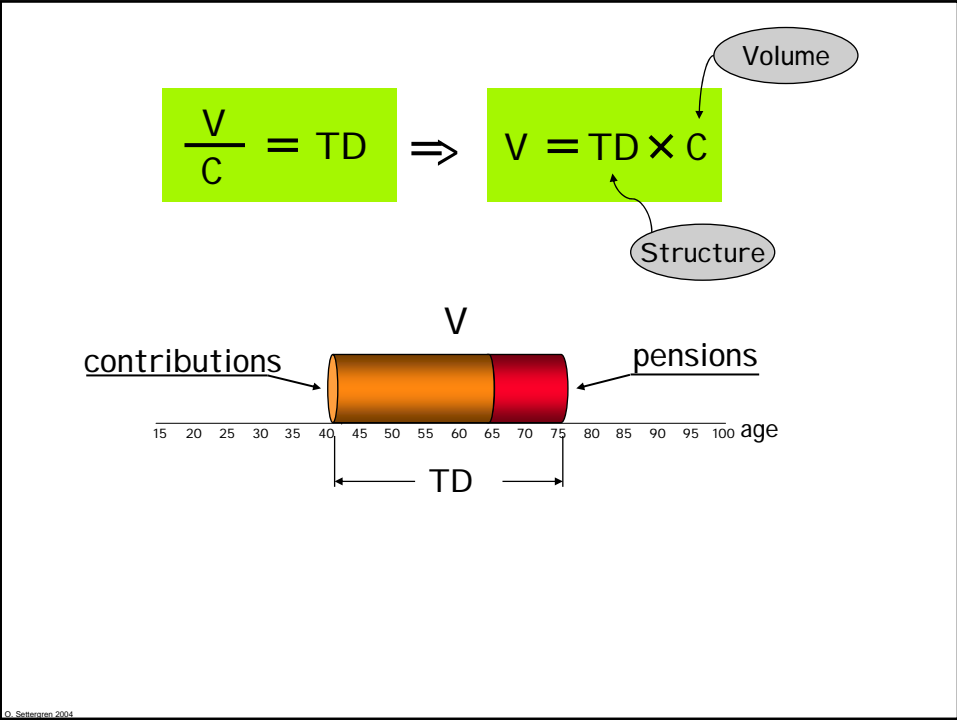 Volume
V
C
= TD
⇒
V = TD × C
Structure
V
contributions
pensions
15 20 25 30 35 40 45 50 55 60 65 70 75 80 85 90 95 100 age
TD
O. Settergren 2004